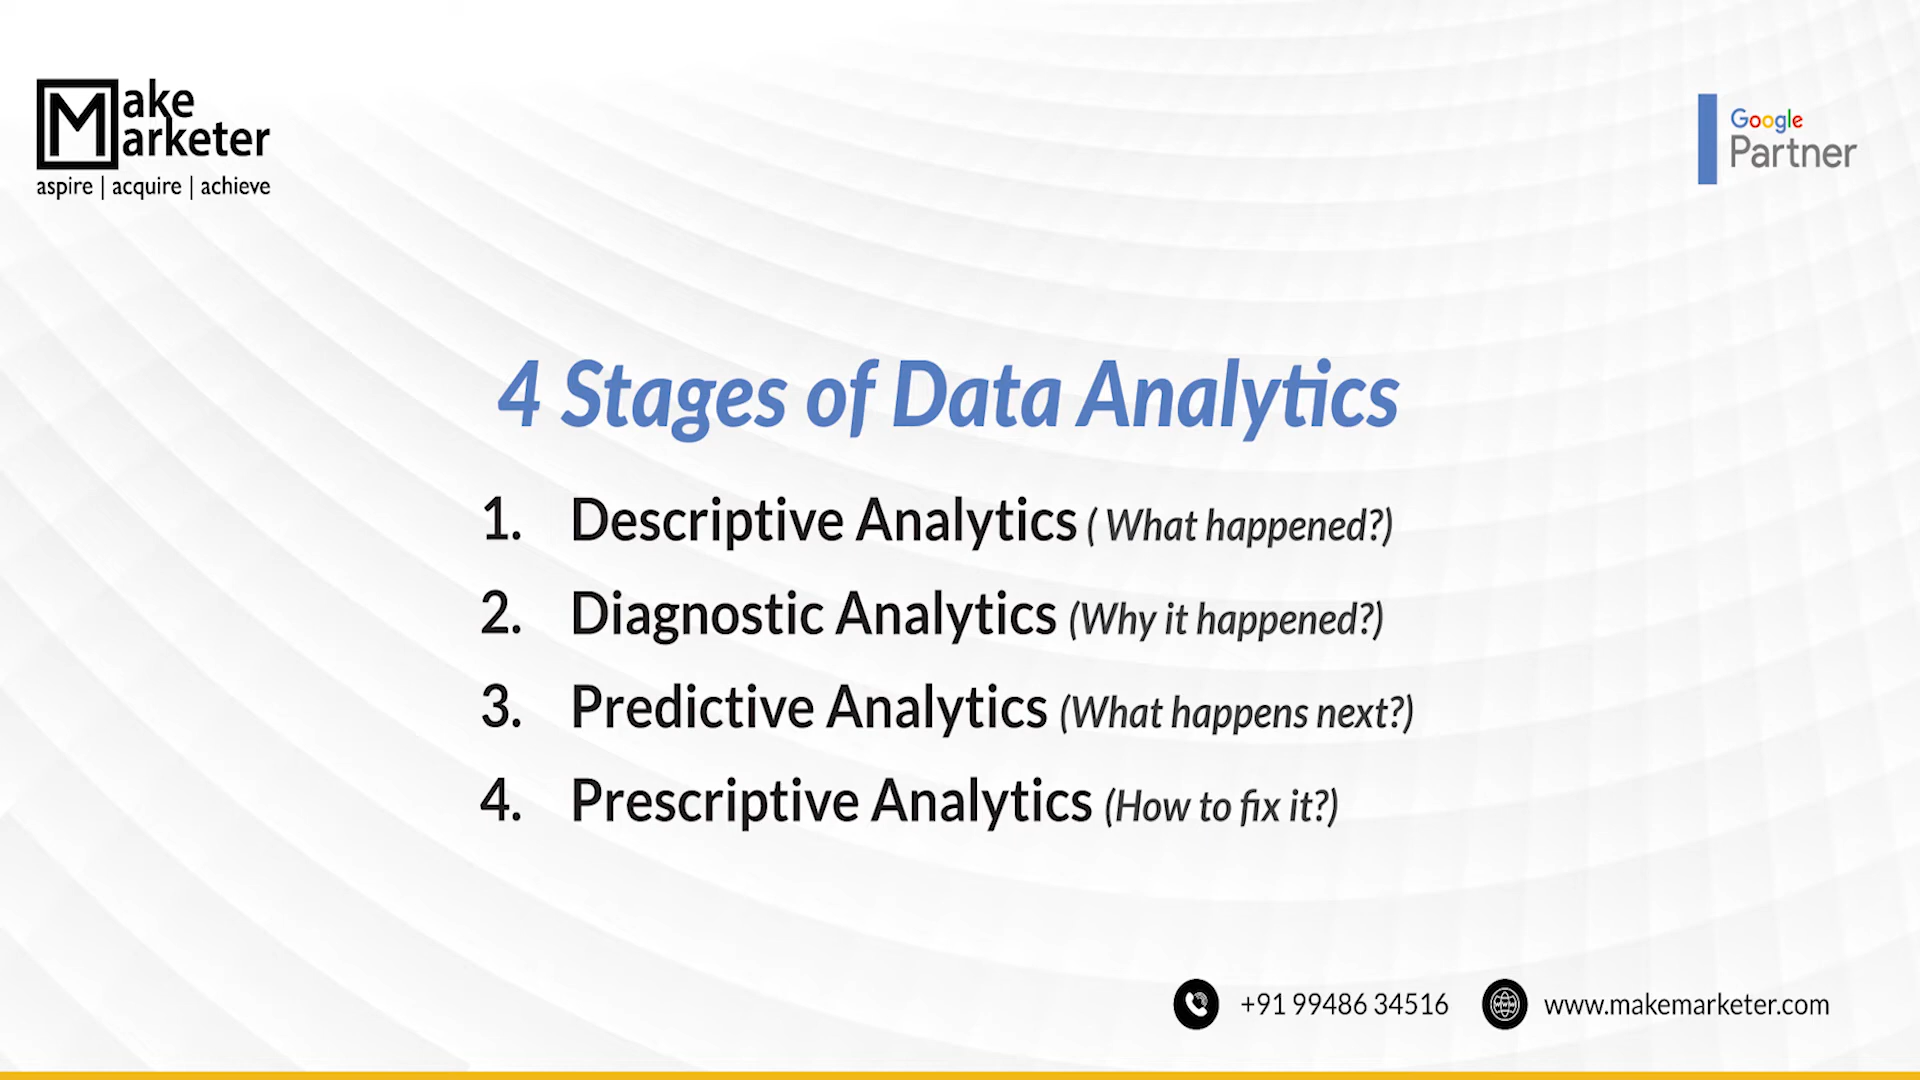 Make
Marketer
aspire | acquire | achieve
Google
Partner
4 Stages of Data Analytics
1. Descriptive Analytics ( What happened?)
2. Diagnostic Analytics (Why it happened?)
3. Predictive Analytics (What happens next?)
4. Prescriptive Analytics (How to fix it?)
+91 99486 34516
www.makemarketer.com